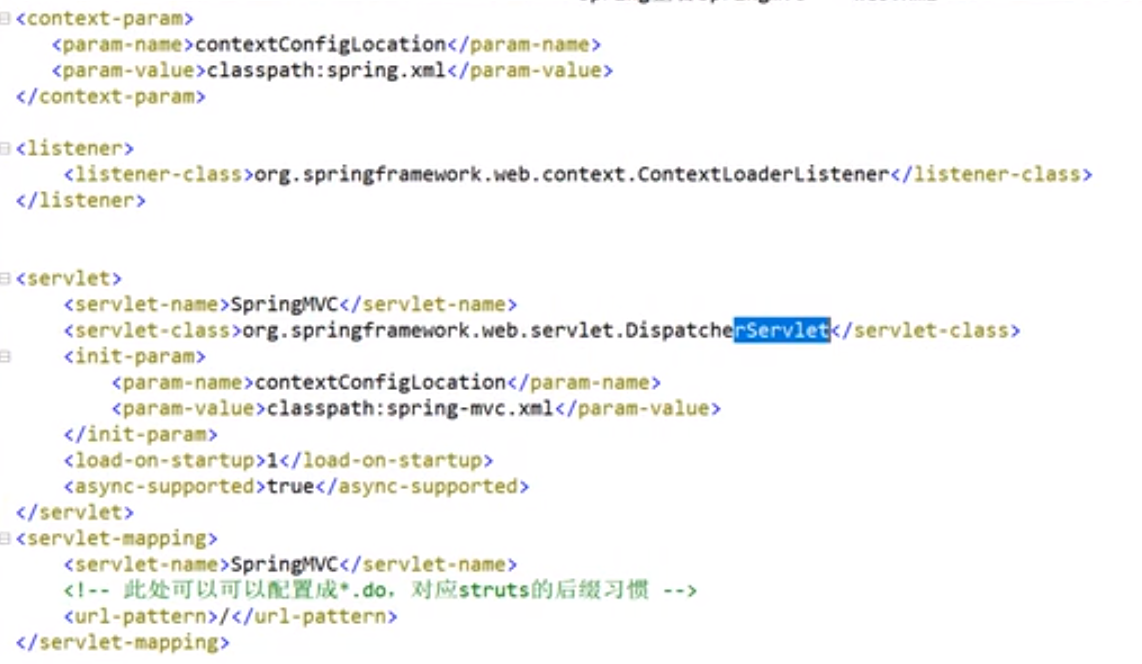 <context-param>
<param-name>contextConfigLocation</param-name>
<param-value>classpath:spring.xml</param-value>
</context-param>
<listener>
<listener-class>org.springframework.web.context.ContextLoaderListener</listener-class>
</listener>
<servlet>
<servlet-name>SpringMVC</servlet-name>
<servlet-class>org.springframework.web.servlet.DispatcherServlet</servlet-class>
<init-param>
<param-name>contextConfigLocation</param-name>
<param-value>classpath:spring-mvc.xml</param-value>
</init-param>
<load-on-startup>1</load-on-startup>
<async-supported>true</async-supported>
</servlet>
<servlet-mapping>
<servlet-name>SpringMVC</servlet-name>
<!-- 此处可以可以配置成*.do，对应struts的后缀习惯 -->
<url-pattern>/</url-pattern>
</servlet-mapping>